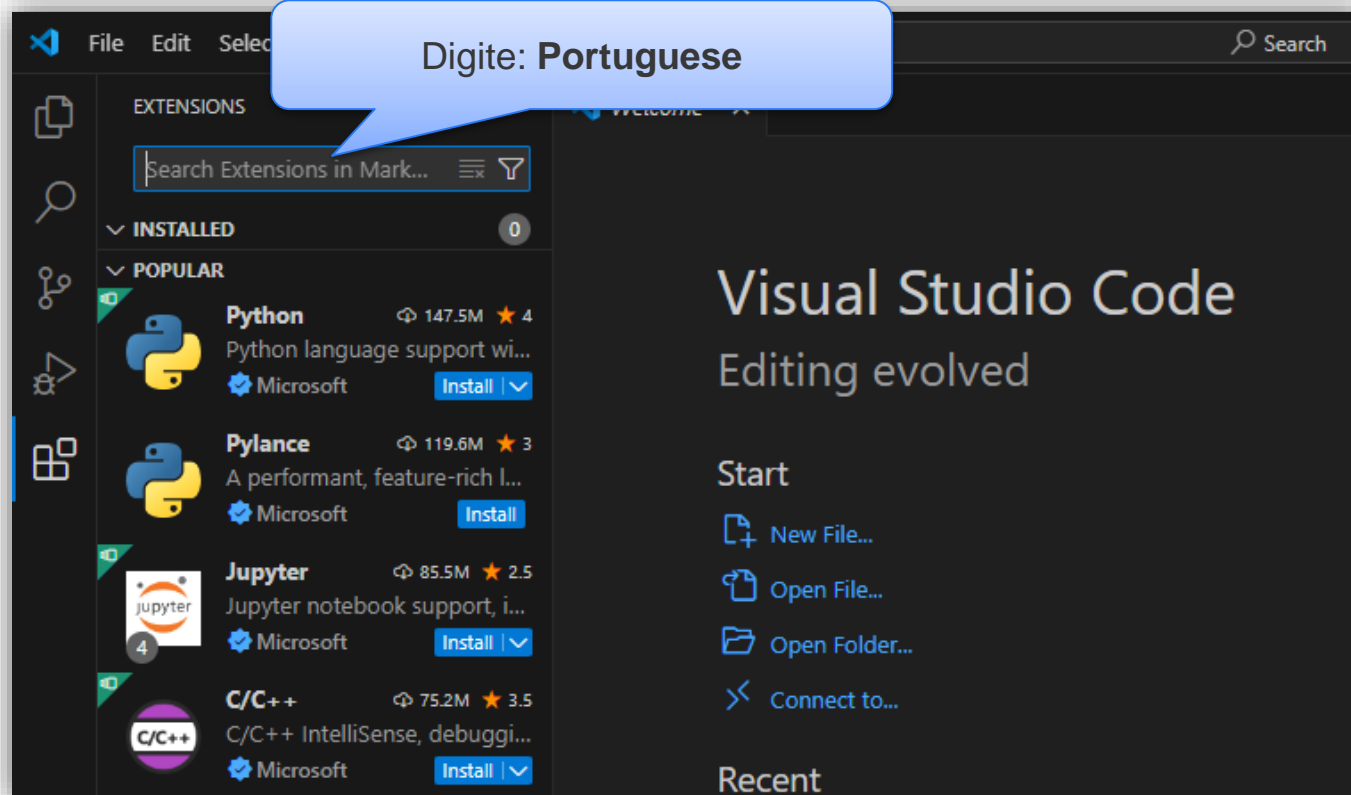 File Edit Selec
Search
Digite: Portuguese
EXTENSIONS
Welcome
Search Extensions in Mark...
INSTALLED 0
POPULAR
Python 147.5M ★ 4
Python language support wi...
Microsoft Install
Pylance 119.6M ★ 3
A performant, feature-rich l...
Microsoft Install
Jupyter 85.5M ★ 2.5
jupyter
Jupyter notebook support, i...
4
Microsoft Install
C/C++ 75.2M ★ 3.5
C/C++
C/C++ IntelliSense, debuggi...
Microsoft Install
Visual Studio Code
Editing evolved
Start
New File...
Open File...
Open Folder...
Connect to...
Recent